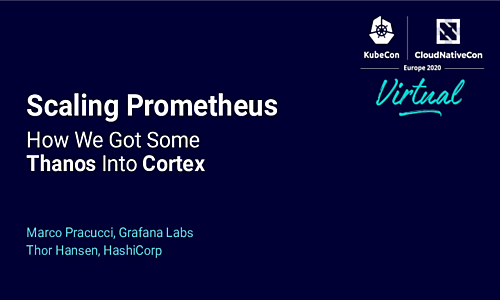 KubeCon
CloudNativeCon
Europe 2020
Virtual
Scaling Prometheus
How We Got Some
Thanos Into Cortex
Marco Pracucci, Grafana Labs
Thor Hansen, HashiCorp